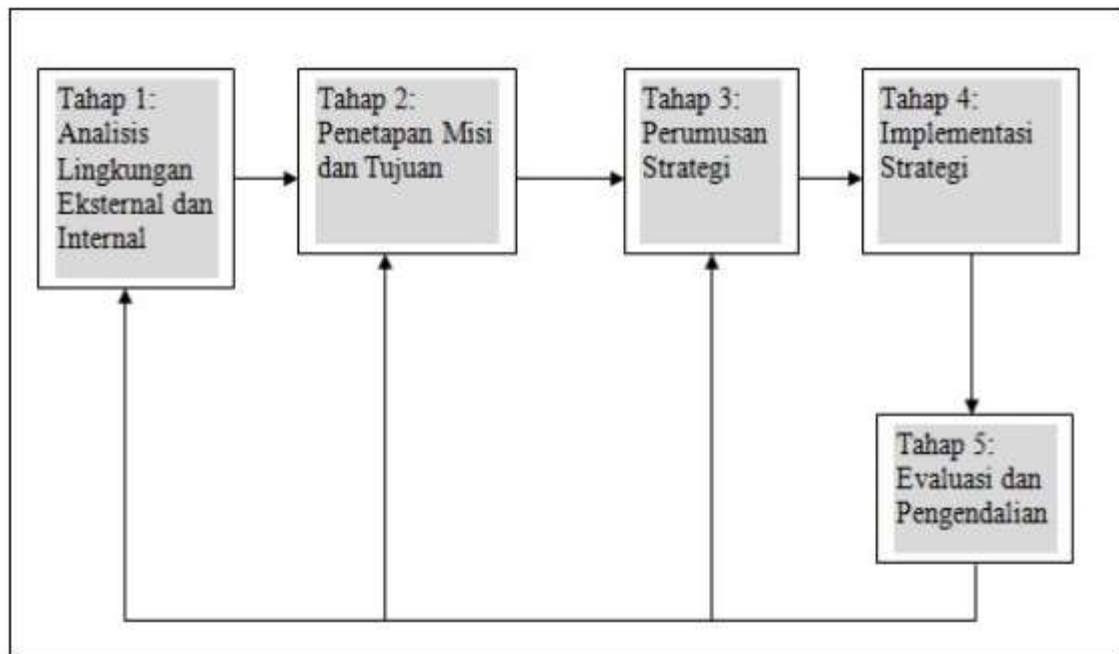 Tahap 1:
Analisis
Lingkungan
Eksternal dan
Internal
Tahap 2:
Penetapan Misi
dan Tujuan
Tahap 3:
Perumusan
Strategi
Tahap 4:
Implementasi
Strategi
Tahap 5:
Evaluasi dan
Pengendalian